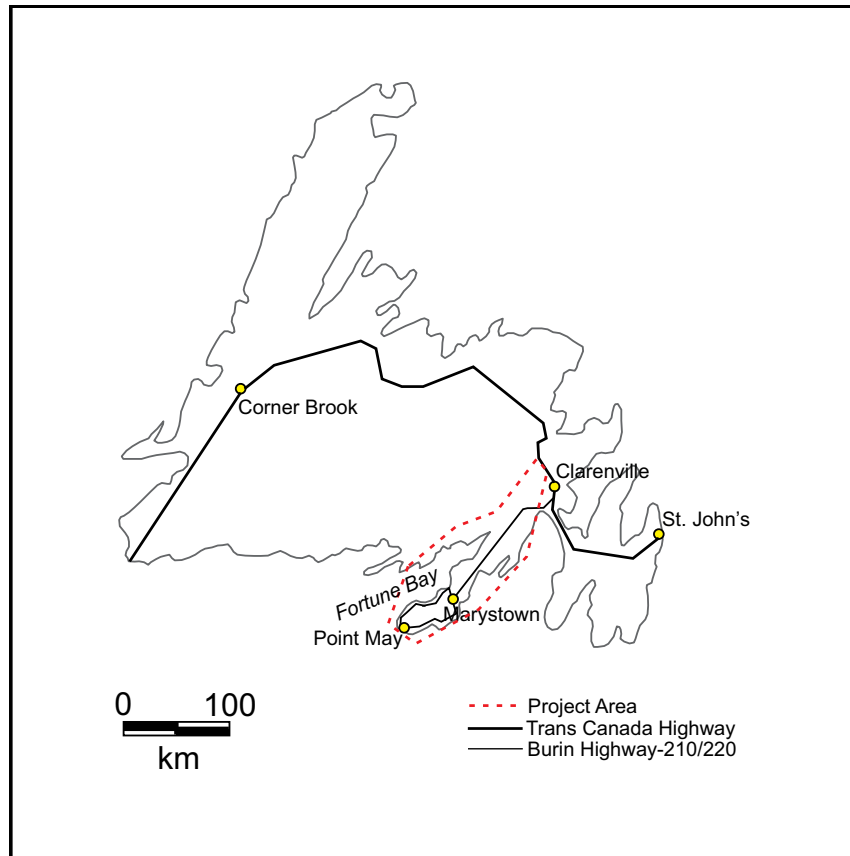 Corner Brook
Clarenville
St. John's
Fortune Bay
Marystown
Point May
0 100
km
Project Area
Trans Canada Highway
Burin Highway-210/220